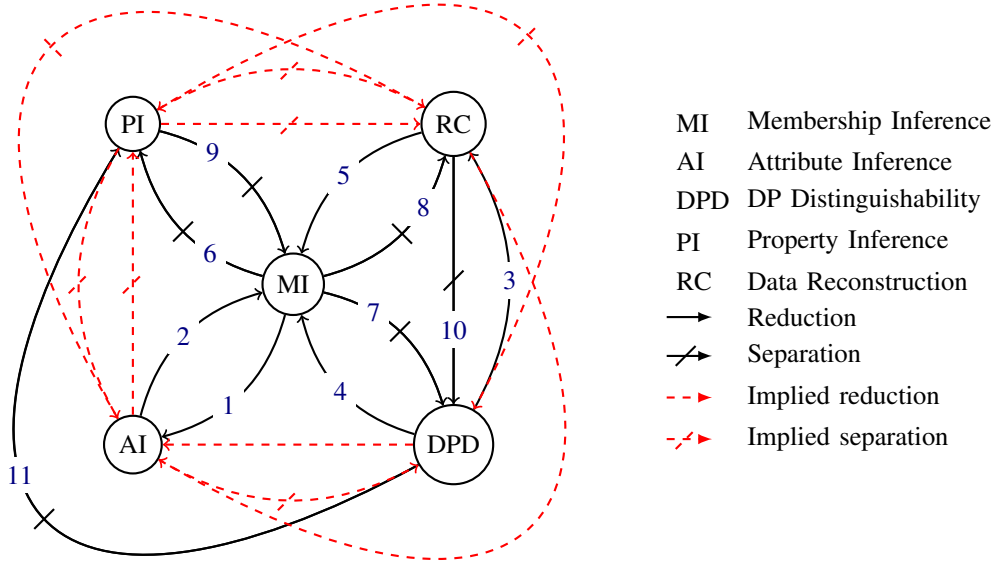 PI
RC
9
5
8
6
MI
7
3
2
10
1
4
AI
DPD
11
MI Membership Inference
AI Attribute Inference
DPD DP Distinguishability
PI Property Inference
RC Data Reconstruction
Reduction
Separation
Implied reduction
Implied separation